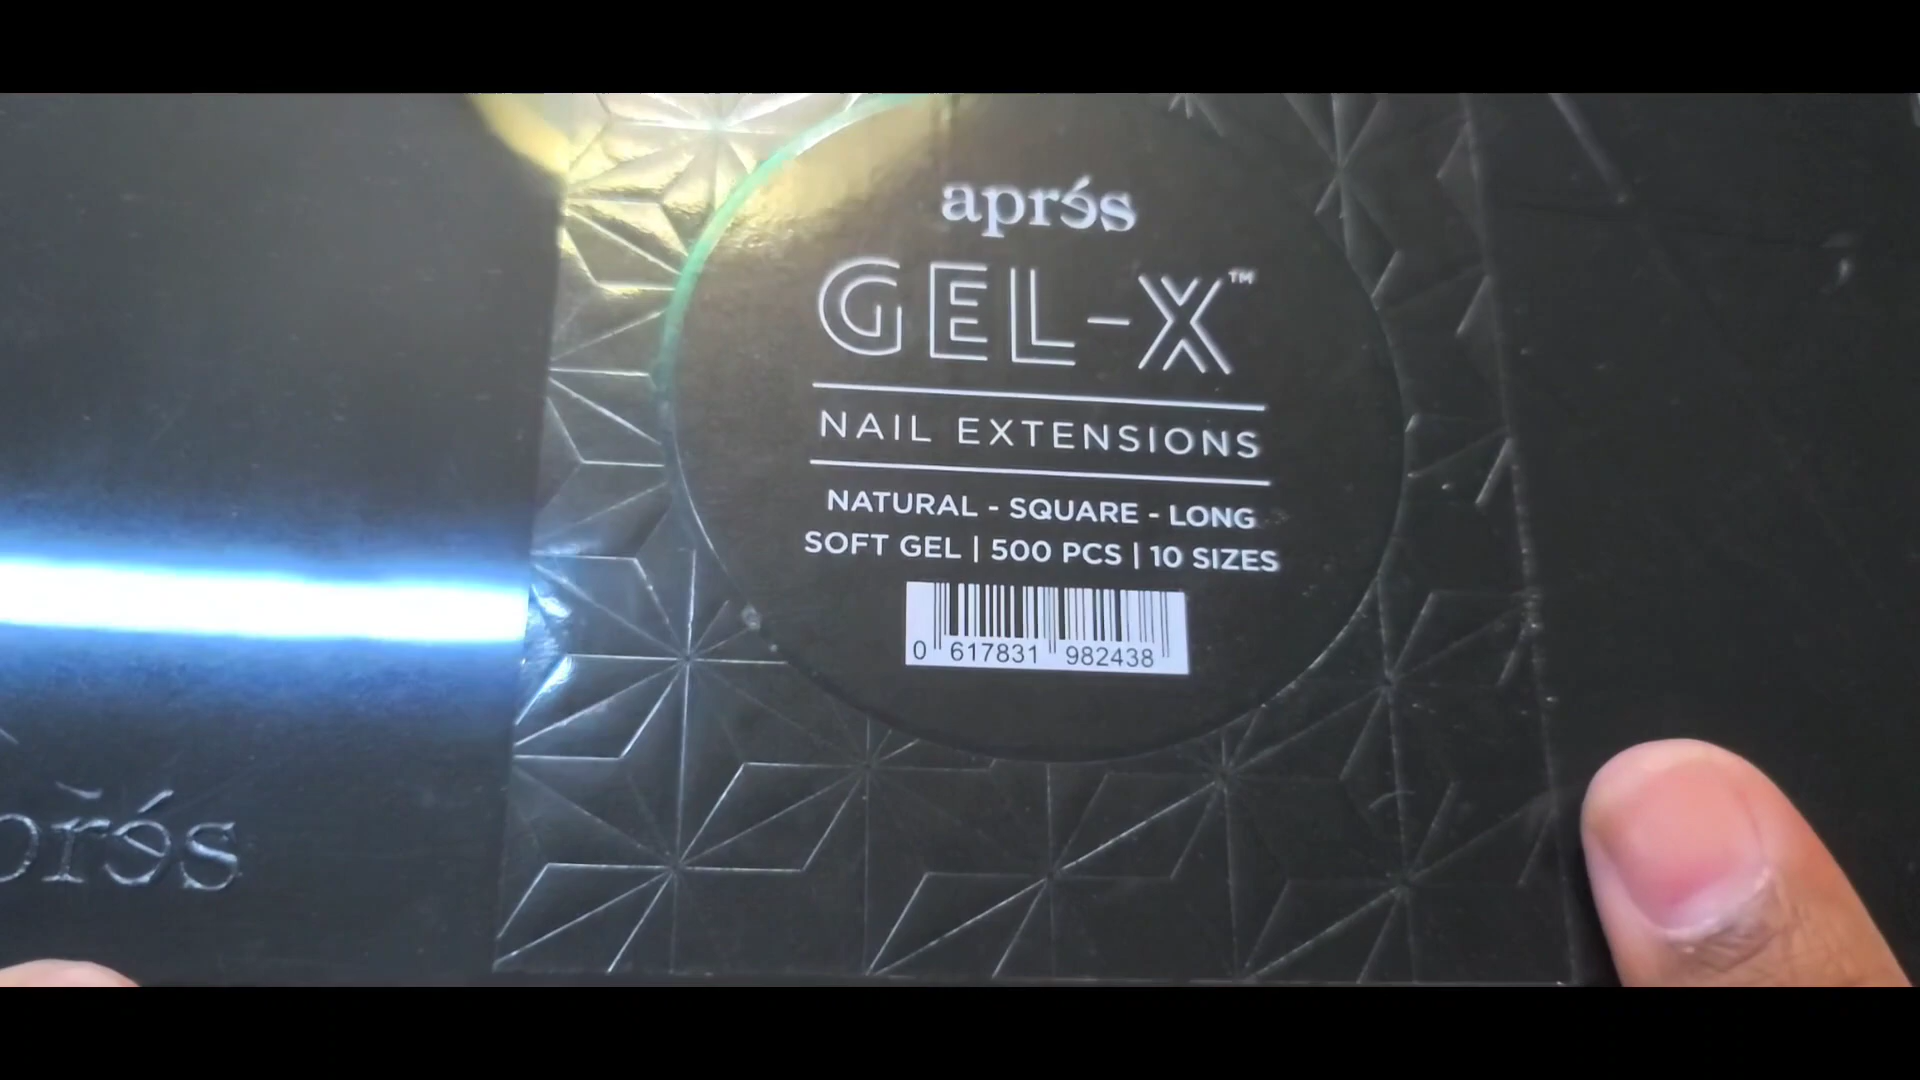 aprés
GEL-X™
NAIL EXTENSIONS
NATURAL - SQUARE - LONG
SOFT GEL | 500 PCS | 10 SIZES
0 617831 982438
prés